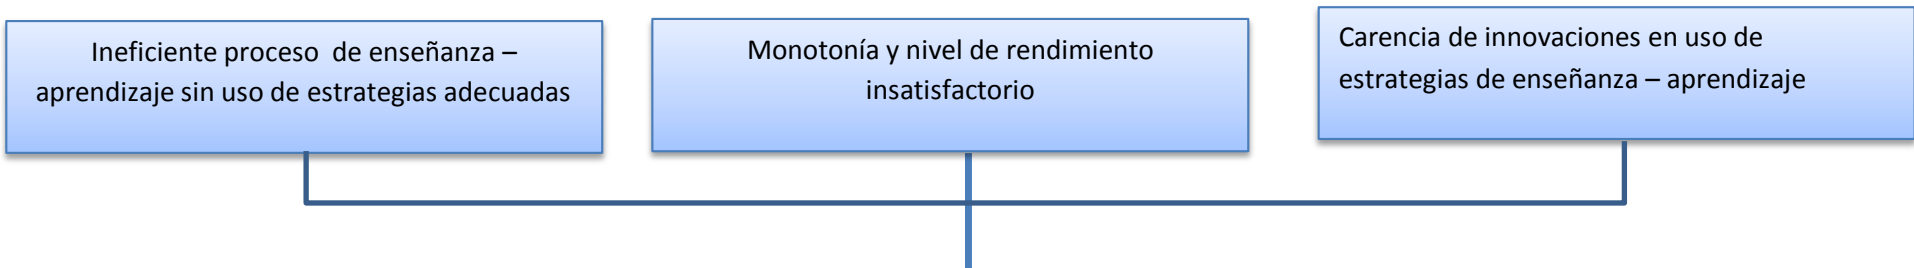 Ineficiente proceso de enseñanza –
aprendizaje sin uso de estrategias adecuadas
Monotonía y nivel de rendimiento
insatisfactorio
Carencia de innovaciones en uso de
estrategias de enseñanza – aprendizaje